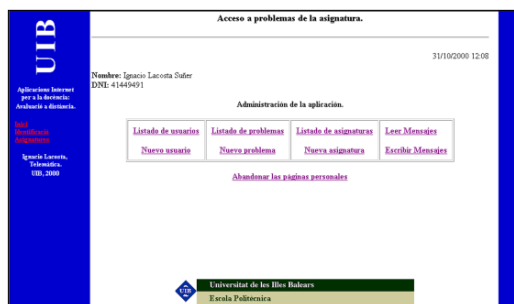 UIB
Aplicacions Internet
per a la docència:
Avaluació a distància.
Inici
Identificació
Assignatures
Ignacio Lacosta,
Telemàtica.
UIB, 2000
Acceso a problemas de la asignatura.
31/10/2000 12:08
Nombre: Ignacio Lacosta Suñer
DNI: 41449491
Administración de la aplicación.
Listado de usuarios Listado de problemas Listado de asignaturas Leer Mensajes
Nuevo usuario Nuevo problema Nueva asignatura Escribir Mensajes
Abandonar las páginas personales
UIB
Universitat de les Illes Balears
Escola Politècnica